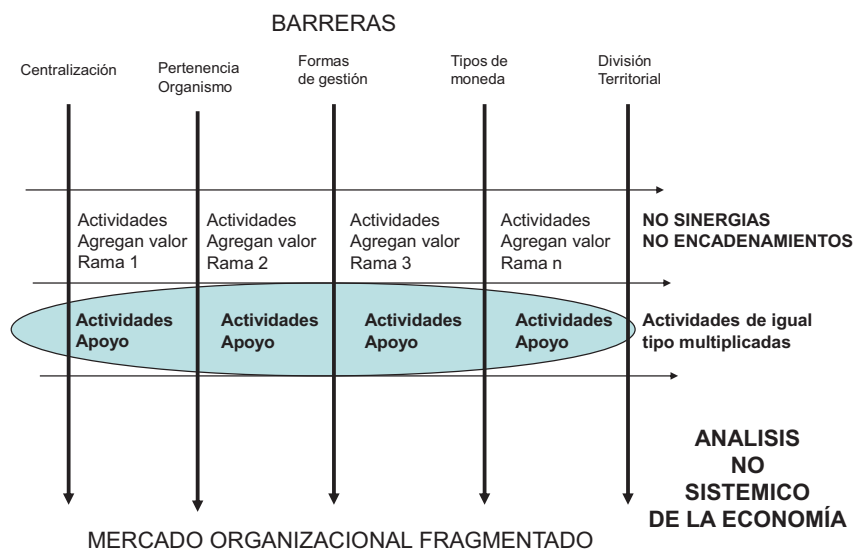 BARRERAS
Centralización
Pertenencia
Organismo
Formas
de gestión
Tipos de
moneda
División
Territorial
Actividades
Agregan valor
Rama 1
Actividades
Agregan valor
Rama 2
Actividades
Agregan valor
Rama 3
Actividades
Agregan valor
Rama n
NO SINERGIAS
NO ENCADENAMIENTOS
Actividades
Apoyo
Actividades
Apoyo
Actividades
Apoyo
Actividades
Apoyo
Actividades de igual
tipo multiplicadas
ANALISIS
NO
SISTEMICO
DE LA ECONOMÍA
MERCADO ORGANIZACIONAL FRAGMENTADO